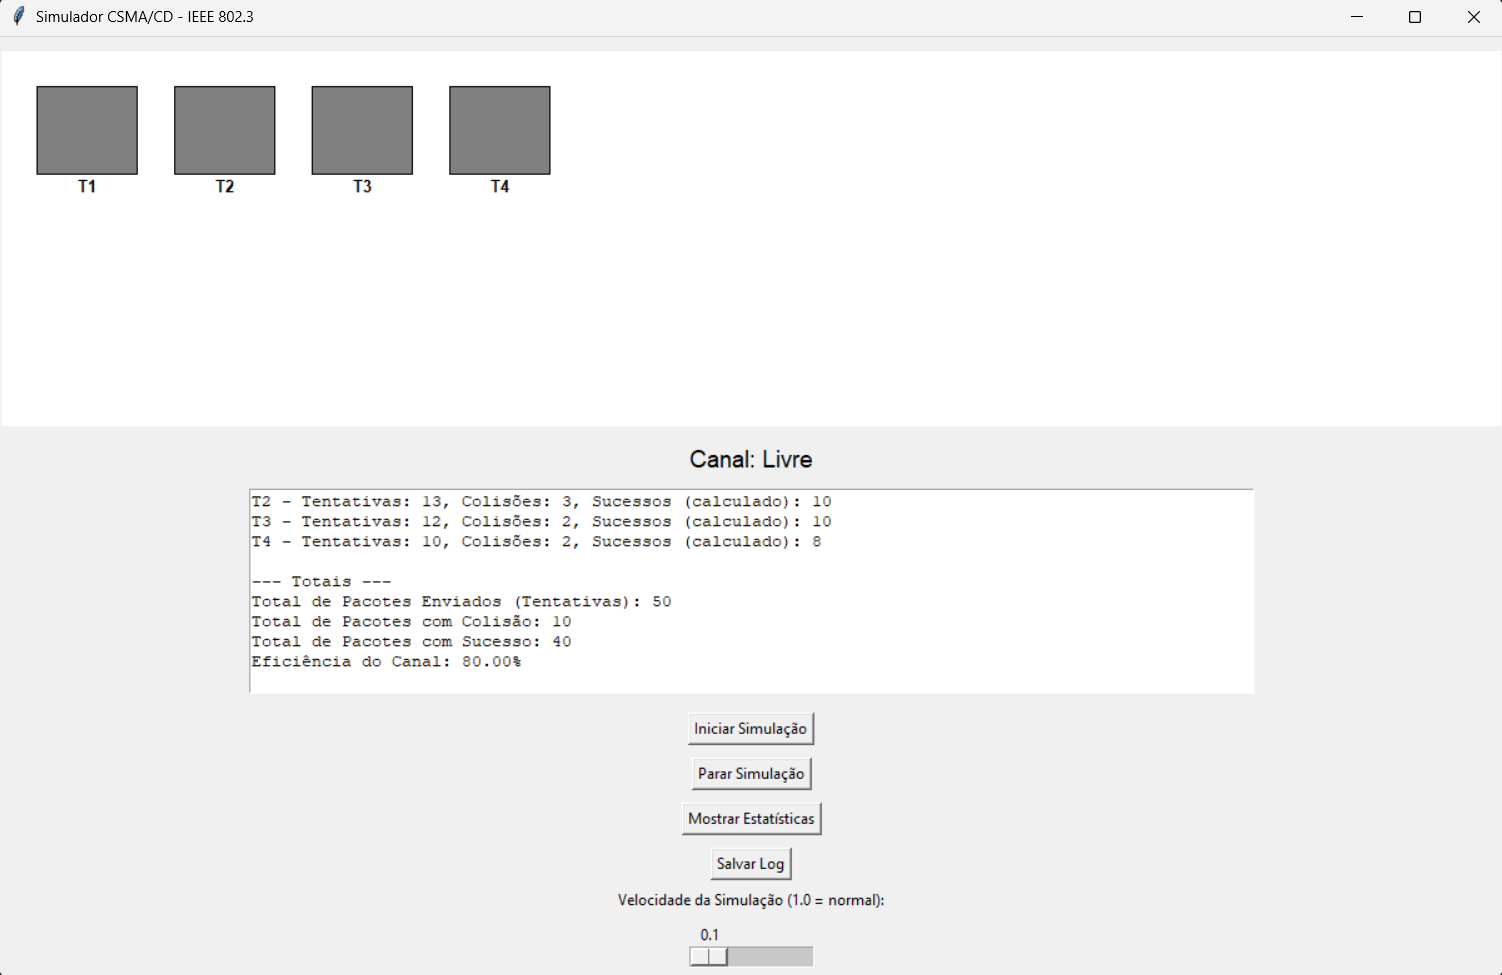 Simulador CSMA/CD - IEEE 802.3
T1 T2 T3 T4
Canal: Livre
T2 - Tentativas: 13, Colisões: 3, Sucessos (calculado): 10
T3 - Tentativas: 12, Colisões: 2, Sucessos (calculado): 10
T4 - Tentativas: 10, Colisões: 2, Sucessos (calculado): 8
--- Totais ---
Total de Pacotes Enviados (Tentativas): 50
Total de Pacotes com Colisão: 10
Total de Pacotes com Sucesso: 40
Eficiência do Canal: 80.00%
Iniciar Simulação
Parar Simulação
Mostrar Estatísticas
Salvar Log
Velocidade da Simulação (1.0 = normal):
0.1